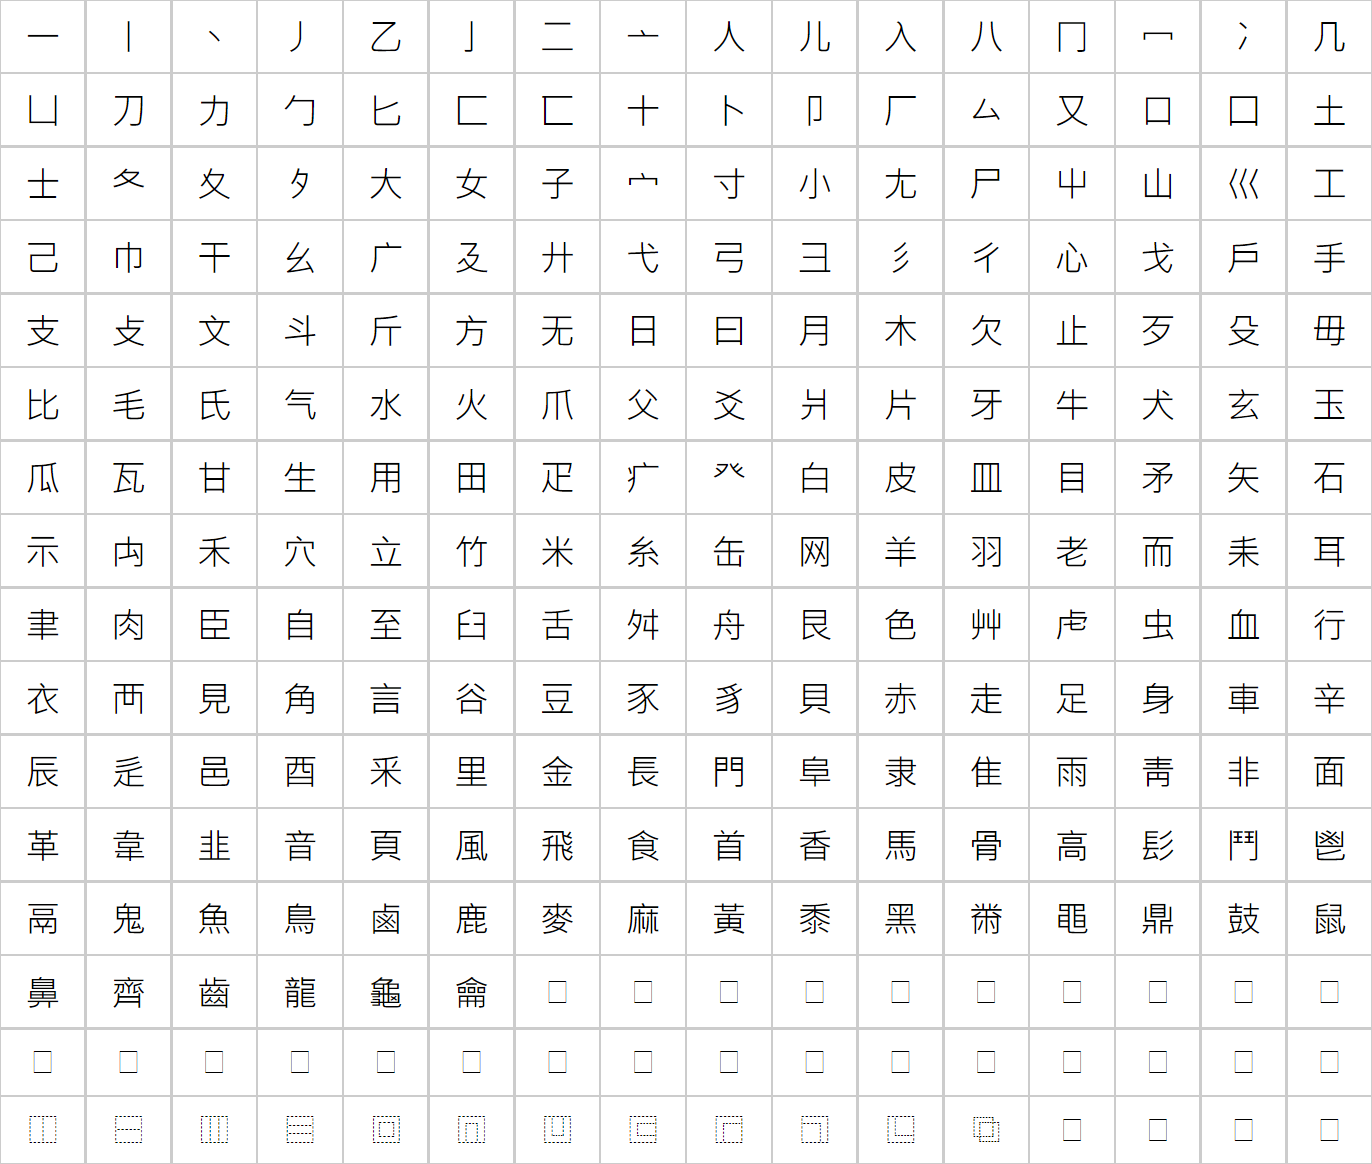 一 丨 丶 丿 乙 亅 二 亠 人 儿 入 八 冂 冖 冫 几
凵 刀 力 勹 匕 匚 匸 十 卜 卩 厂 厶 又 口 囗 土
士 夂 夊 夕 大 女 子 宀 寸 小 尢 尸 屮 山 巛 工
己 巾 干 幺 广 廴 廾 弋 弓 彐 彡 彳 心 戈 戶 手
支 攴 文 斗 斤 方 无 日 曰 月 木 欠 止 歹 殳 毋
比 毛 氏 气 水 火 爪 父 爻 爿 片 牙 牛 犬 玄 玉
瓜 瓦 甘 生 用 田 疋 疒 癶 白 皮 皿 目 矛 矢 石
示 禸 禾 穴 立 竹 米 糸 缶 网 羊 羽 老 而 耒 耳
聿 肉 臣 自 至 臼 舌 舛 舟 艮 色 艸 虍 虫 血 行
衣 襾 見 角 言 谷 豆 豕 豸 貝 赤 走 足 身 車 辛
辰 辵 邑 酉 釆 里 金 長 門 阜 隶 隹 雨 靑 非 面
革 韋 韭 音 頁 風 飛 食 首 香 馬 骨 高 髟 鬥 鬯
鬲 鬼 魚 鳥 鹵 鹿 麥 麻 黃 黍 黑 黹 黽 鼎 鼓 鼠
鼻 齊 齒 龍 龜 龠
⿰ ⿱ ⿲ ⿳ ⿴ ⿵ ⿶ ⿷ ⿸ ⿹ ⿺ ⿻